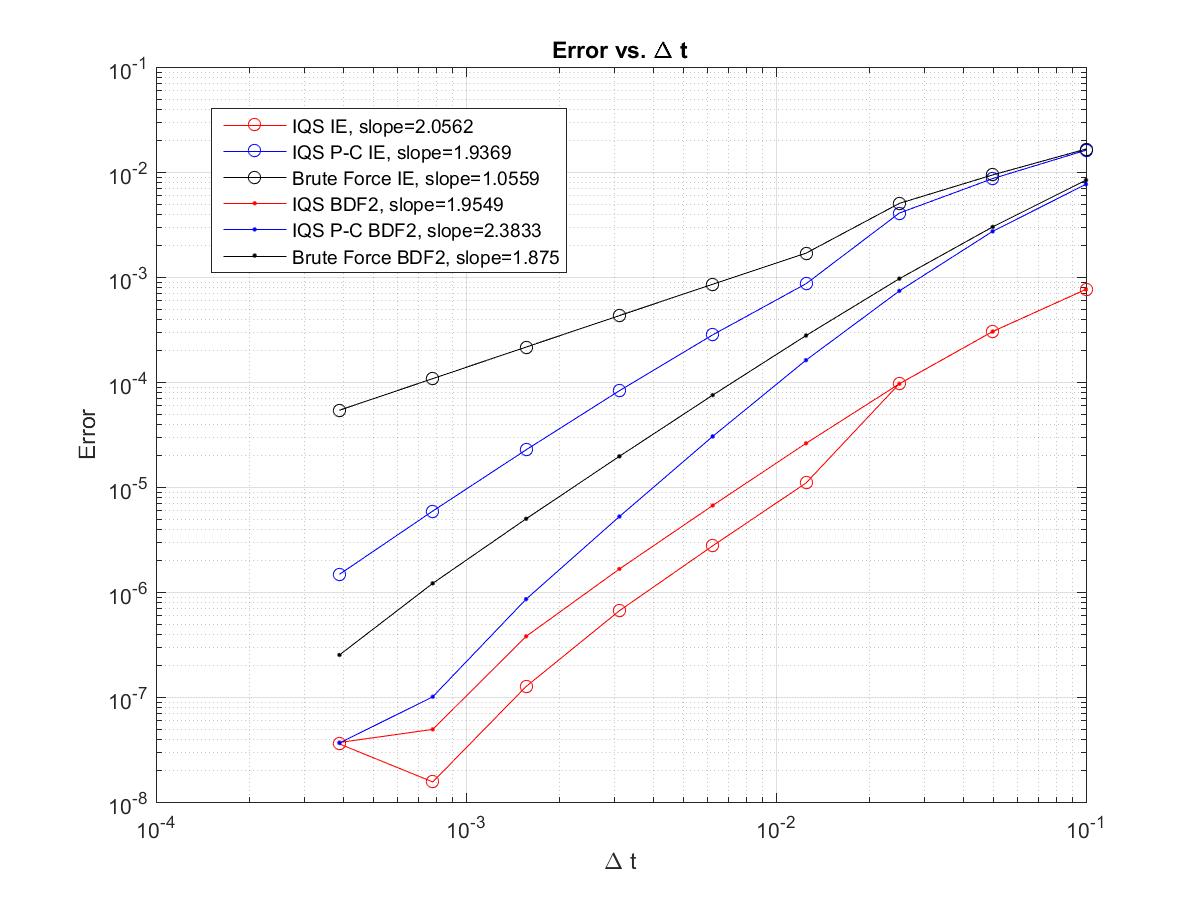 Error vs. Δ t
10^-1
IQS IE, slope=2.0562
IQS P-C IE, slope=1.9369
Brute Force IE, slope=1.0559
IQS BDF2, slope=1.9549
IQS P-C BDF2, slope=2.3833
Brute Force BDF2, slope=1.875
10^-2
10^-3
10^-4
Error
10^-5
10^-6
10^-7
10^-8
10^-4 10^-3 10^-2 10^-1
Δ t